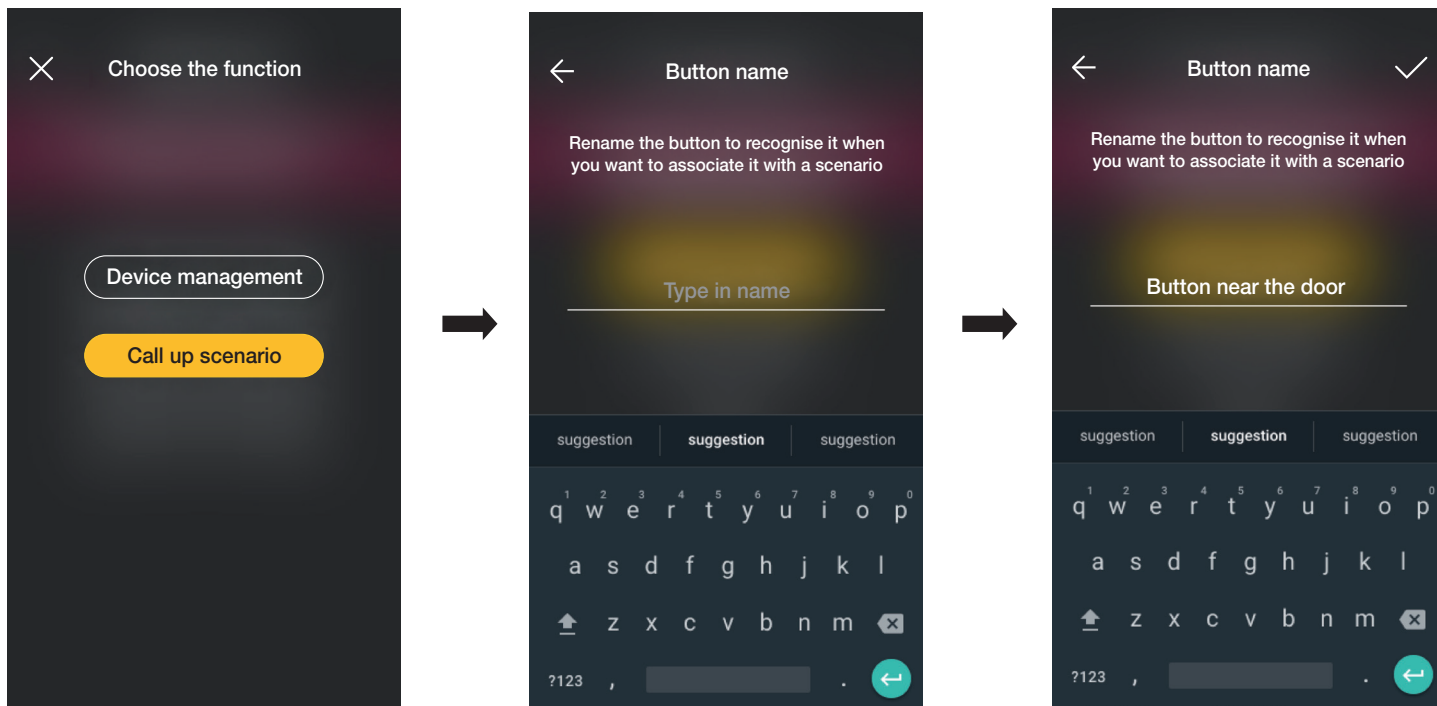 Choose the function
Device management
Call up scenario
Button name
Rename the button to recognise it when
you want to associate it with a scenario
Type in name
suggestion suggestion suggestion
1 2 3 4 5 6 7 8 9 0
q w e r t y u i o p
a s d f g h j k l
z x c v b n m
?123 , .
Button name
Rename the button to recognise it when
you want to associate it with a scenario
Button near the door
suggestion suggestion suggestion
1 2 3 4 5 6 7 8 9 0
q w e r t y u i o p
a s d f g h j k l
z x c v b n m
?123 , .